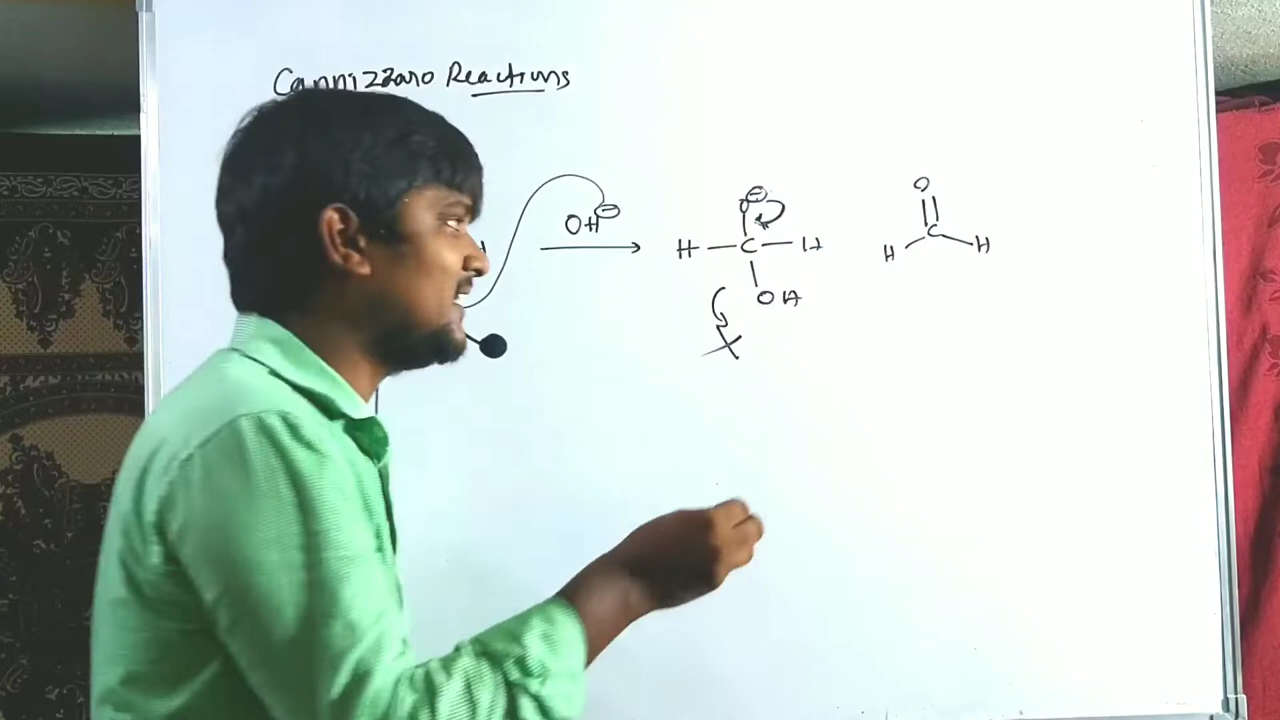 Cannizzaro Reactions
OH⊖
O⊖
H — C — H
OH
O
C
H H